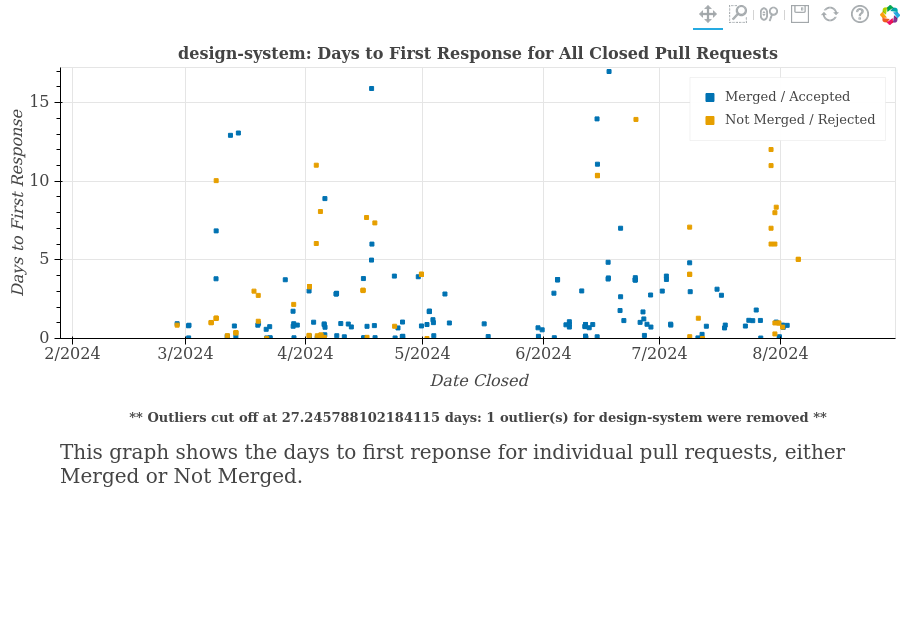 design-system: Days to First Response for All Closed Pull Requests
Merged / Accepted
Not Merged / Rejected
Days to First Response
15
10
5
0
2/2024 3/2024 4/2024 5/2024 6/2024 7/2024 8/2024
Date Closed
** Outliers cut off at 27.245788102184115 days: 1 outlier(s) for design-system were removed **
This graph shows the days to first reponse for individual pull requests, either
Merged or Not Merged.